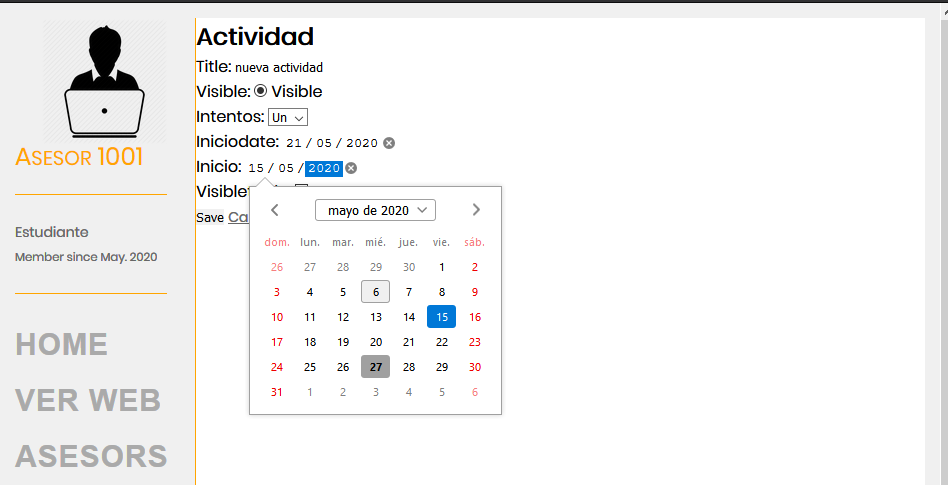 Actividad
Title: nueva actividad
Visible: Visible
Intentos: Un
Iniciodate: 21 / 05 / 2020
Inicio: 15 / 05 / 2020
Save
mayo de 2020
dom. lun. mar. mié. jue. vie. sáb.
26 27 28 29 30 1 2
3 4 5 6 7 8 9
10 11 12 13 14 15 16
17 18 19 20 21 22 23
24 25 26 27 28 29 30
31 1 2 3 4 5 6
Asesor 1001
Estudiante
Member since May. 2020
HOME
VER WEB
ASESORS